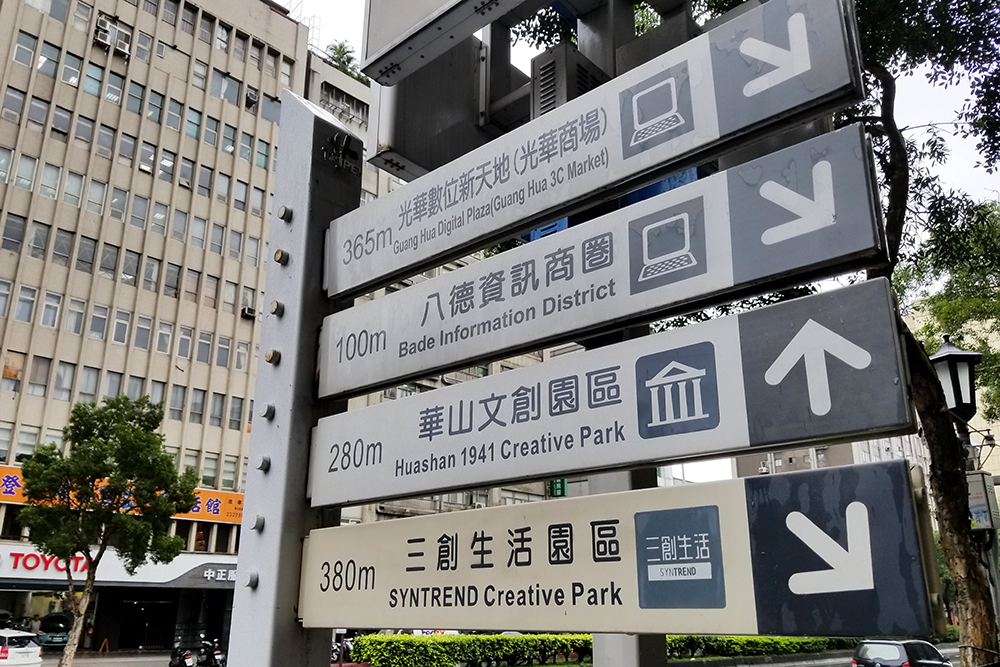 365m
光華數位新天地(光華商場)
Guang Hua Digital Plaza(Guang Hua 3C Market)
100m
八德資訊商圈
Bade Information District
280m
華山文創園區
Huashan 1941 Creative Park
380m
三創生活園區
SYNTREND Creative Park
三創生活
SYNTREND
登
活館
TOYOTA
中正